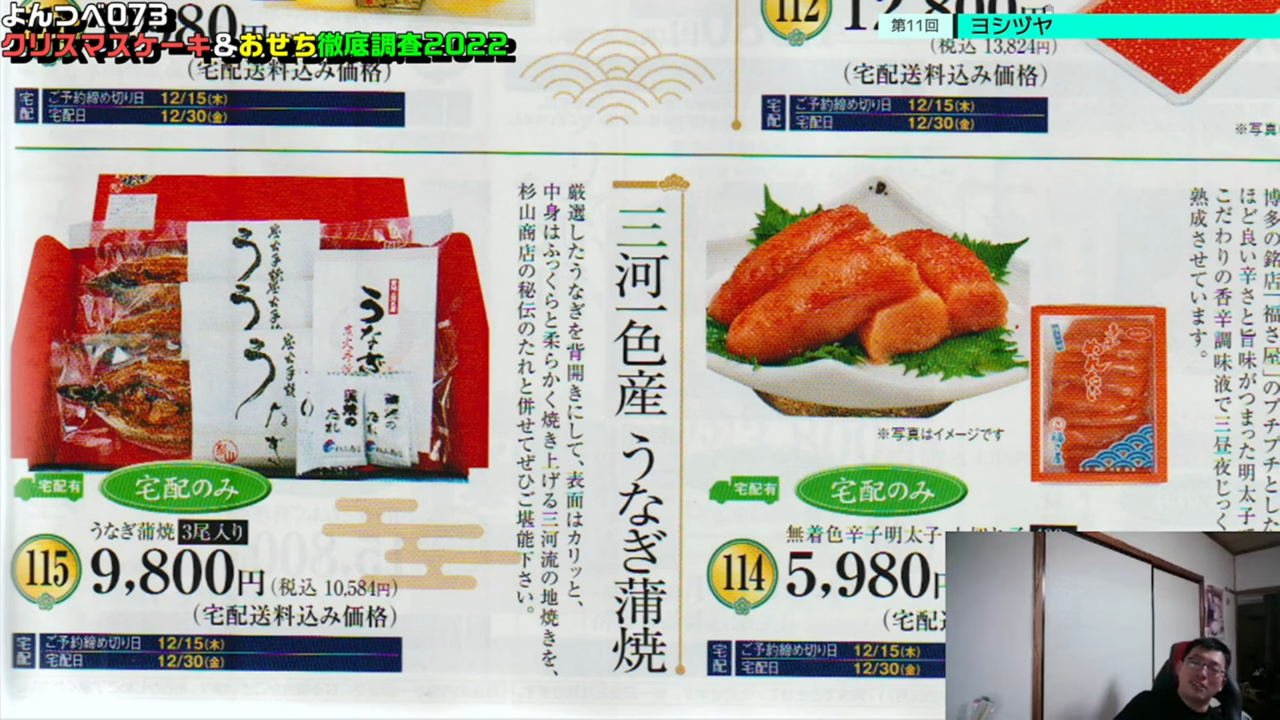 よんつべ073
クリスマスケーキ&おせち徹底調査2022
第11回
ヨシヅヤ
(宅配送料込み価格)
宅配
ご予約締め切り日 12/15(木)
宅配日 12/30(金)
112
(税込 13,824円)
(宅配送料込み価格)
宅配
ご予約締め切り日 12/15(木)
宅配日 12/30(金)
※写真
三河一色産 うなぎ蒲焼
厳選したうなぎを背開きにして、表面はカリッと、
中身はふっくらと柔らかく焼き上げる三河流の地焼きを、
杉山商店の秘伝のたれと併せてぜひご堪能下さい。
宅配有
宅配のみ
うなぎ蒲焼 3尾入り
115
9,800円(税込 10,584円)
(宅配送料込み価格)
宅配
ご予約締め切り日 12/15(木)
宅配日 12/30(金)
博多の銘店「福さ屋」のプチプチとした
ほど良い辛さと旨味がつまった明太子
こだわりの香辛調味液で三昼夜じっく
熟成させています。
※写真はイメージです
宅配有
宅配のみ
無着色辛子明太子
114
5,980円
(宅配送
宅配
ご予約締め切り日 12/15(木)
宅配日 12/30(金)